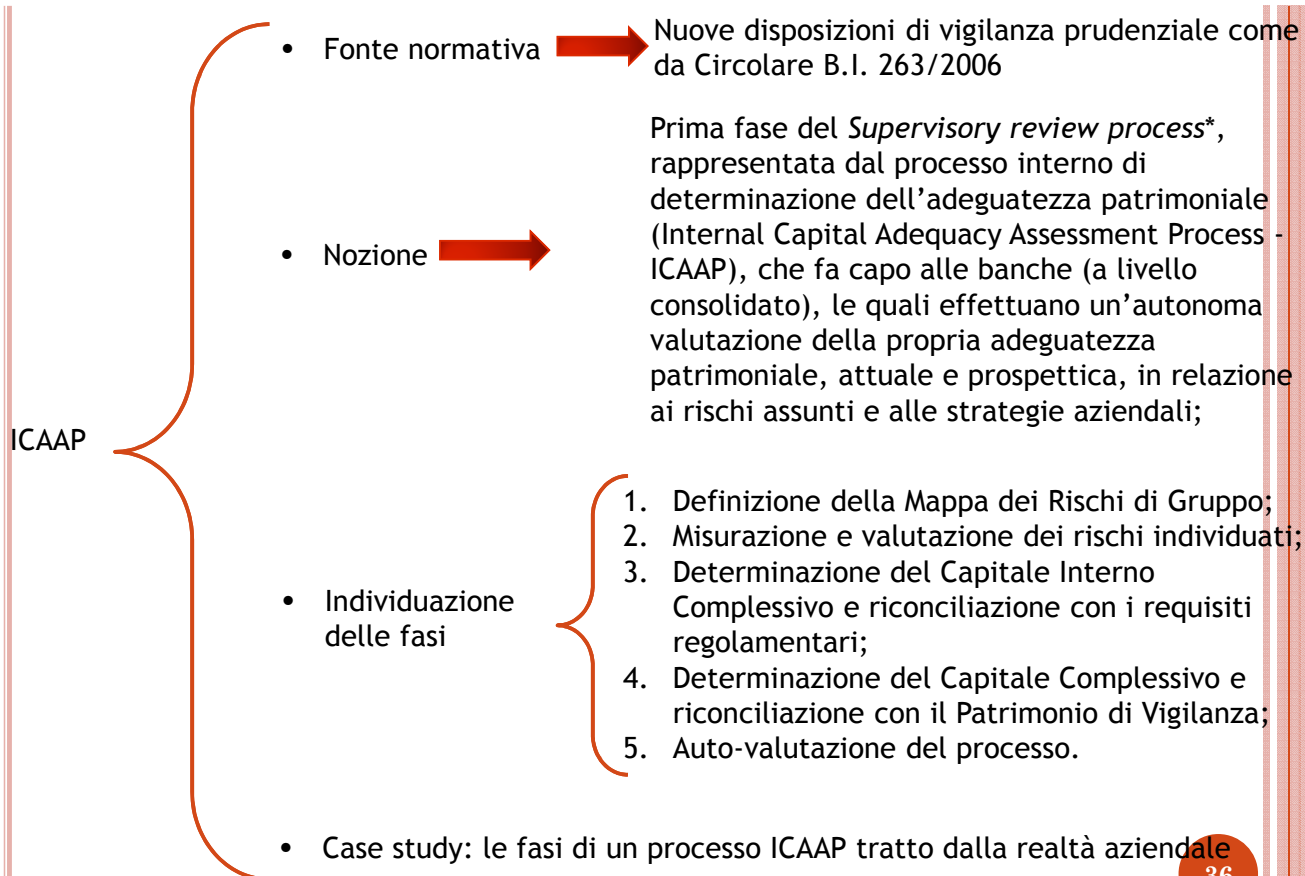 • Fonte normativa
Nuove disposizioni di vigilanza prudenziale come
da Circolare B.I. 263/2006
Prima fase del Supervisory review process*,
rappresentata dal processo interno di
determinazione dell’adeguatezza patrimoniale
(Internal Capital Adequacy Assessment Process -
ICAAP), che fa capo alle banche (a livello
consolidato), le quali effettuano un’autonoma
valutazione della propria adeguatezza
patrimoniale, attuale e prospettica, in relazione
ai rischi assunti e alle strategie aziendali;
• Nozione
ICAAP
• Individuazione
delle fasi
1. Definizione della Mappa dei Rischi di Gruppo;
2. Misurazione e valutazione dei rischi individuati;
3. Determinazione del Capitale Interno
Complessivo e riconciliazione con i requisiti
regolamentari;
4. Determinazione del Capitale Complessivo e
riconciliazione con il Patrimonio di Vigilanza;
5. Auto-valutazione del processo.
• Case study: le fasi di un processo ICAAP tratto dalla realtà aziendale
36